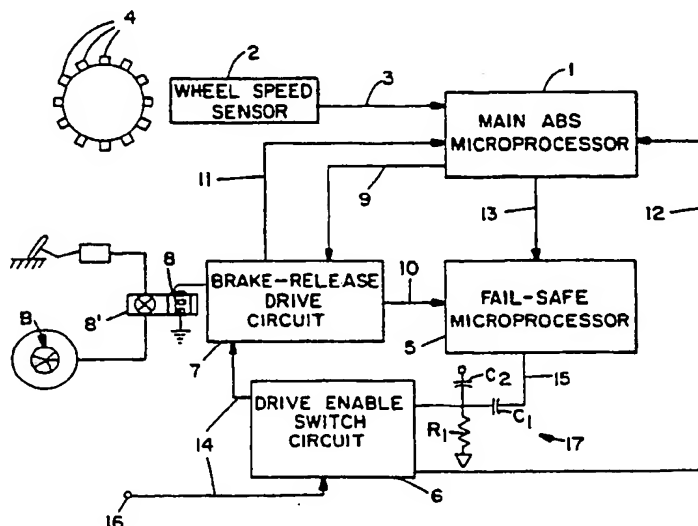 4
2
WHEEL SPEED
SENSOR
3
1
MAIN ABS
MICROPROCESSOR
11
9
13
12
8
8'
B
BRAKE-RELEASE
DRIVE
CIRCUIT
7
10
FAIL-SAFE
MICROPROCESSOR
5
15
14
DRIVE ENABLE
SWITCH
CIRCUIT
6
C2
C1
R1
17
14
16